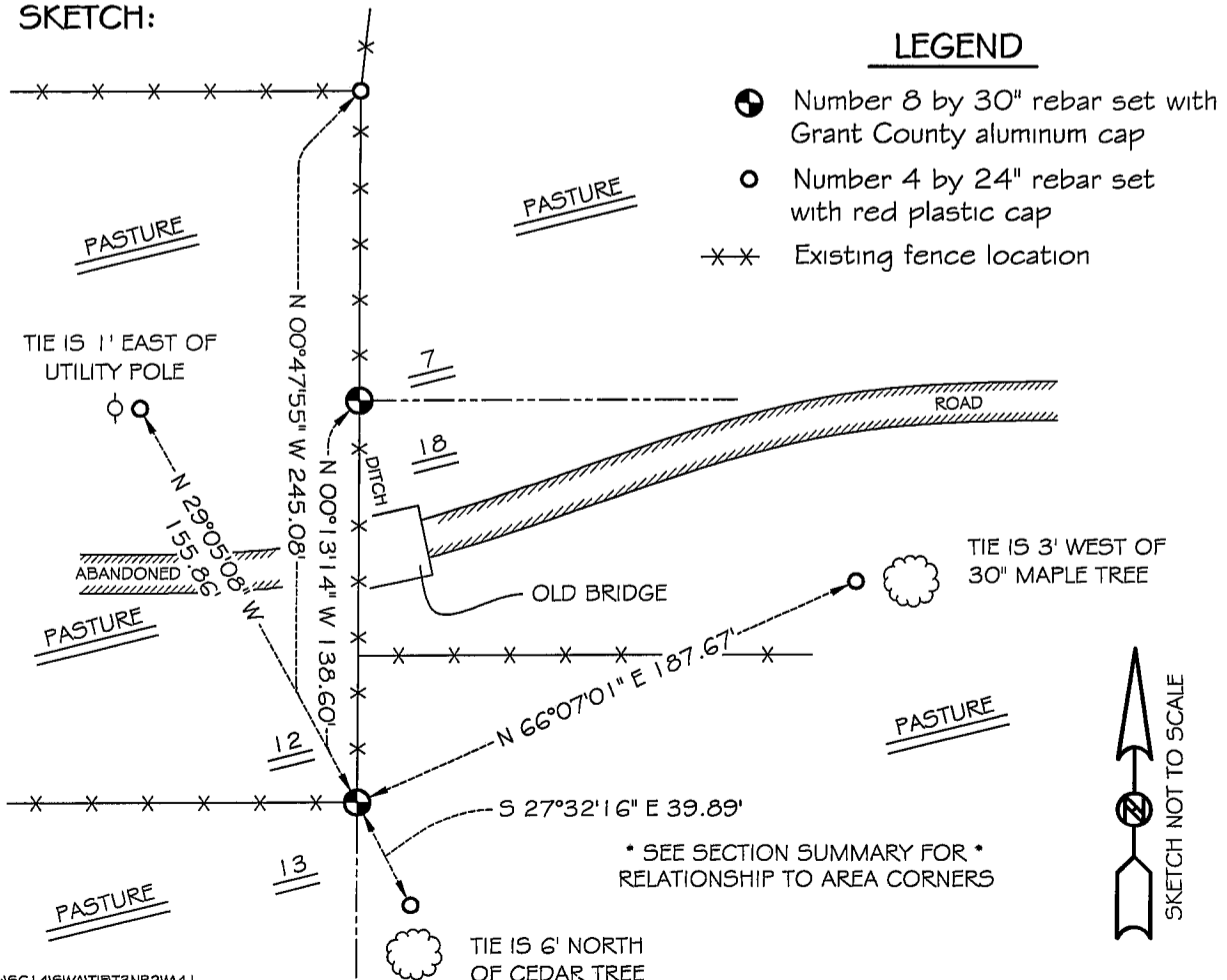 SKETCH:
LEGEND
Number 8 by 30" rebar set with
Grant County aluminum cap
Number 4 by 24" rebar set
with red plastic cap
Existing fence location
PASTURE
PASTURE
TIE IS 1' EAST OF
UTILITY POLE
N 00°47'55" W 245.08'
N 00°13'14" W 138.60'
7
18
DITCH
ROAD
N 29°05'08" W
155.86'
ABANDONED
PASTURE
OLD BRIDGE
TIE IS 3' WEST OF
30" MAPLE TREE
N 66°07'01" E 187.67'
PASTURE
12
13
S 27°32'16" E 39.89'
* SEE SECTION SUMMARY FOR *
RELATIONSHIP TO AREA CORNERS
PASTURE
TIE IS 6' NORTH
OF CEDAR TREE
N
SKETCH NOT TO SCALE